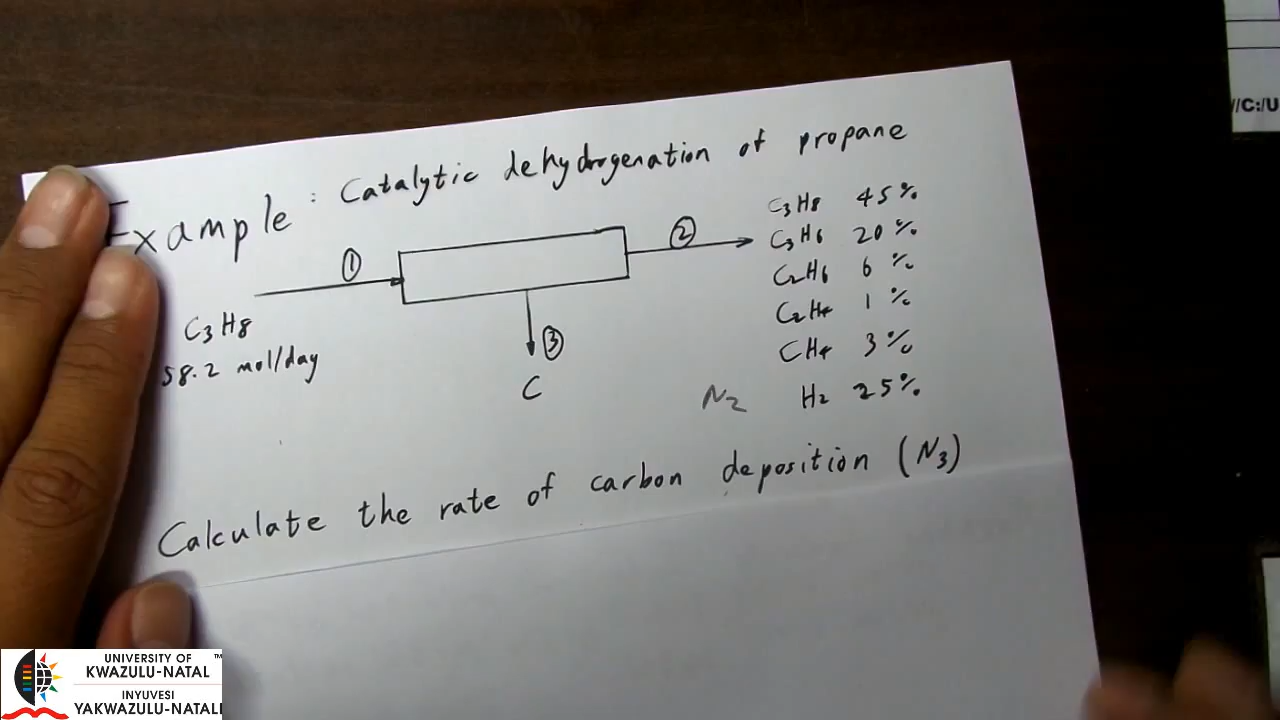 //C:/U
Example : Catalytic dehydrogenation of propane
① ②
C3H8 45%
C3H6 20%
C2H6 6%
C2H4 1%
CH4 3%
N2 H2 25%
C3H8
58.2 mol/day
③
C
Calculate the rate of carbon deposition (N3)
UNIVERSITY OF ™
KWAZULU-NATAL
INYUVESI
YAKWAZULU-NATALI